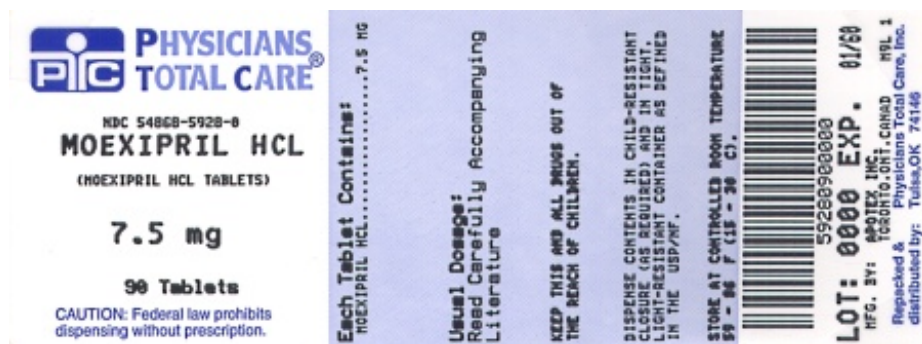 PTC
PHYSICIANS
TOTAL CARE®
NDC 54868-5928-0
MOEXIPRIL HCL
(MOEXIPRIL HCL TABLETS)
7.5 mg
90 Tablets
CAUTION: Federal law prohibits
dispensing without prescription.
Each Tablet Contains:
MOEXIPRIL HCL..............7.5 MG
Usual Dosage:
Read Carefully Accompanying
Literature
KEEP THIS AND ALL DRUGS OUT OF
THE REACH OF CHILDREN.
DISPENSE CONTENTS IN CHILD-RESISTANT
CLOSURE (AS REQUIRED) AND IN TIGHT,
LIGHT-RESISTANT CONTAINER AS DEFINED
IN THE USP/NF.
STORE AT CONTROLLED ROOM TEMPERATURE
59 - 86 F (15 - 30 C).
5928090000
LOT: 0000 EXP. 01/60
MFG. BY: APOTEX INC.
TORONTO.ONT.CANAD M9L 1
Repacked & Physicians Total Care, Inc.
distributed by: Tulsa,OK 74146